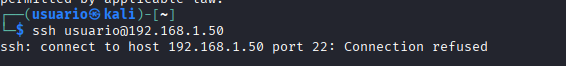 permitted by applicable law.
┌──(usuario㉿kali)-[~]
└─$ ssh usuario@192.168.1.50
ssh: connect to host 192.168.1.50 port 22: Connection refused